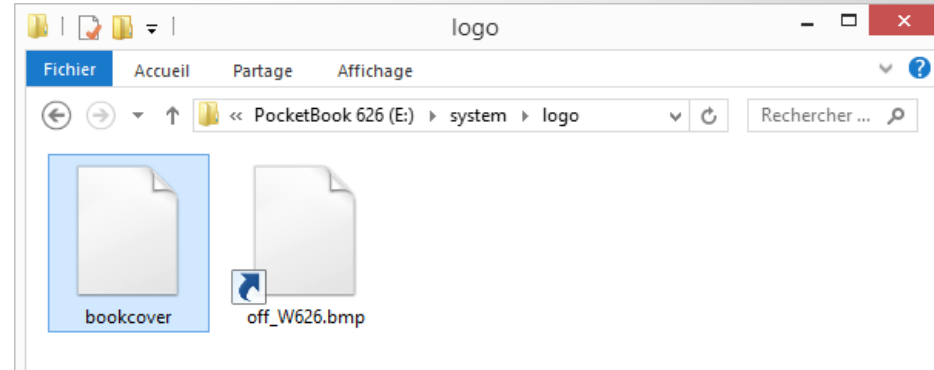 logo
Fichier Accueil Partage Affichage
« PocketBook 626 (E:) system logo Rechercher ...
bookcover off_W626.bmp